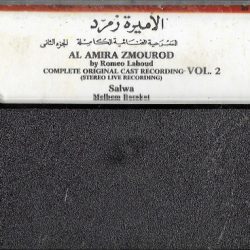 الاميرة زمرد
المسرحية الغنائية الكاملة الجزء الثاني
AL AMIRA ZMOUROD
by Romeo Lahoud
COMPLETE ORIGINAL CAST RECORDING VOL. 2
(STEREO LIVE RECORDING)
Salwa
Melhem Barakat